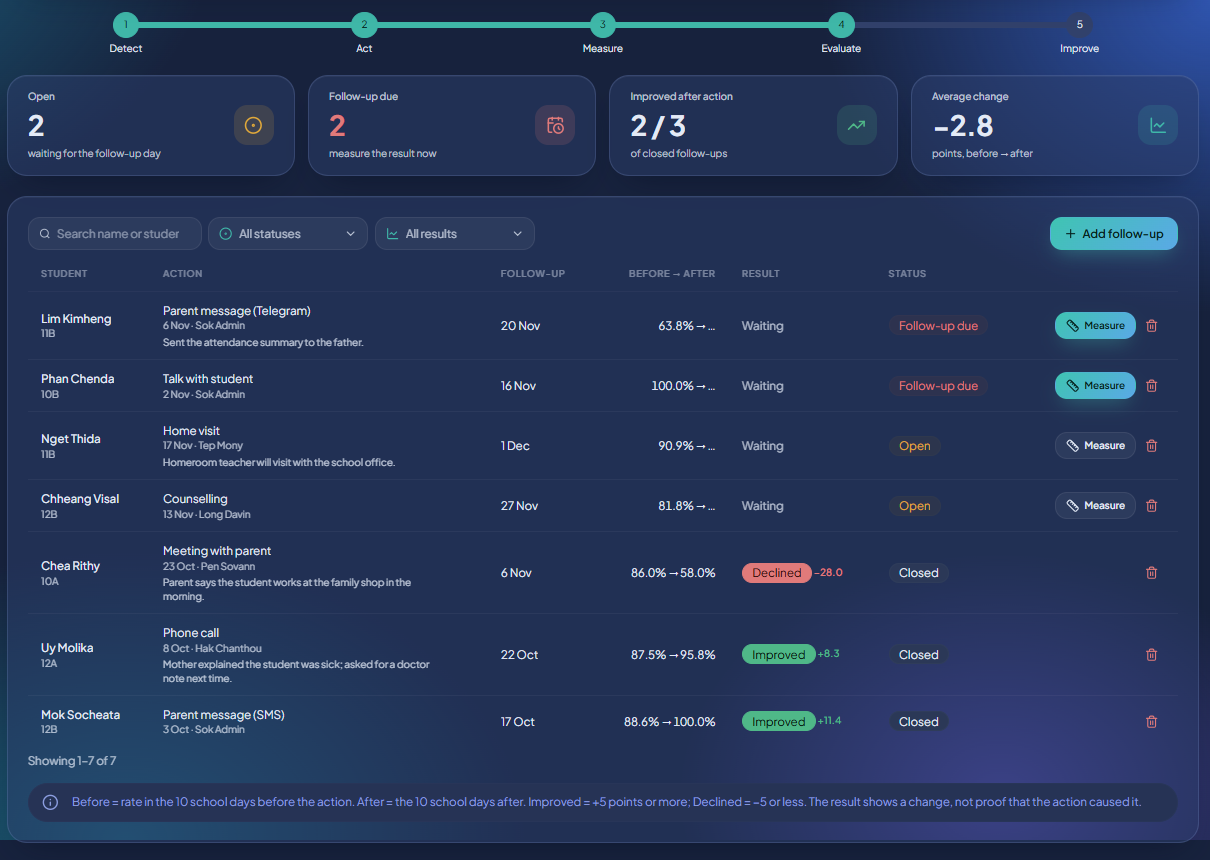 1
2
3
4
5
Detect
Act
Measure
Evaluate
Improve
Open
2
waiting for the follow-up day
Follow-up due
2
measure the result now
Improved after action
2 / 3
of closed follow-ups
Average change
−2.8
points, before → after
Search name or studer
All statuses
All results
+ Add follow-up
STUDENT ACTION FOLLOW-UP BEFORE → AFTER RESULT STATUS
Lim Kimheng
11B
Parent message (Telegram)
6 Nov · Sok Admin
Sent the attendance summary to the father.
20 Nov
63.8% → ...
Waiting
Follow-up due
Measure
Phan Chenda
10B
Talk with student
2 Nov · Sok Admin
16 Nov
100.0% → ...
Waiting
Follow-up due
Measure
Nget Thida
11B
Home visit
17 Nov · Tep Mony
Homeroom teacher will visit with the school office.
1 Dec
90.9% → ...
Waiting
Open
Measure
Chheang Visal
12B
Counselling
13 Nov · Long Davin
27 Nov
81.8% → ...
Waiting
Open
Measure
Chea Rithy
10A
Meeting with parent
23 Oct · Pen Sovann
Parent says the student works at the family shop in the
morning.
6 Nov
86.0% → 58.0%
Declined −28.0
Closed
Uy Molika
12A
Phone call
8 Oct · Hak Chanthou
Mother explained the student was sick; asked for a doctor
note next time.
22 Oct
87.5% → 95.8%
Improved +8.3
Closed
Mok Socheata
12B
Parent message (SMS)
3 Oct · Sok Admin
17 Oct
88.6% → 100.0%
Improved +11.4
Closed
Showing 1–7 of 7
Before = rate in the 10 school days before the action. After = the 10 school days after. Improved = +5 points or more; Declined = −5 or less. The result shows a change, not proof that the action caused it.